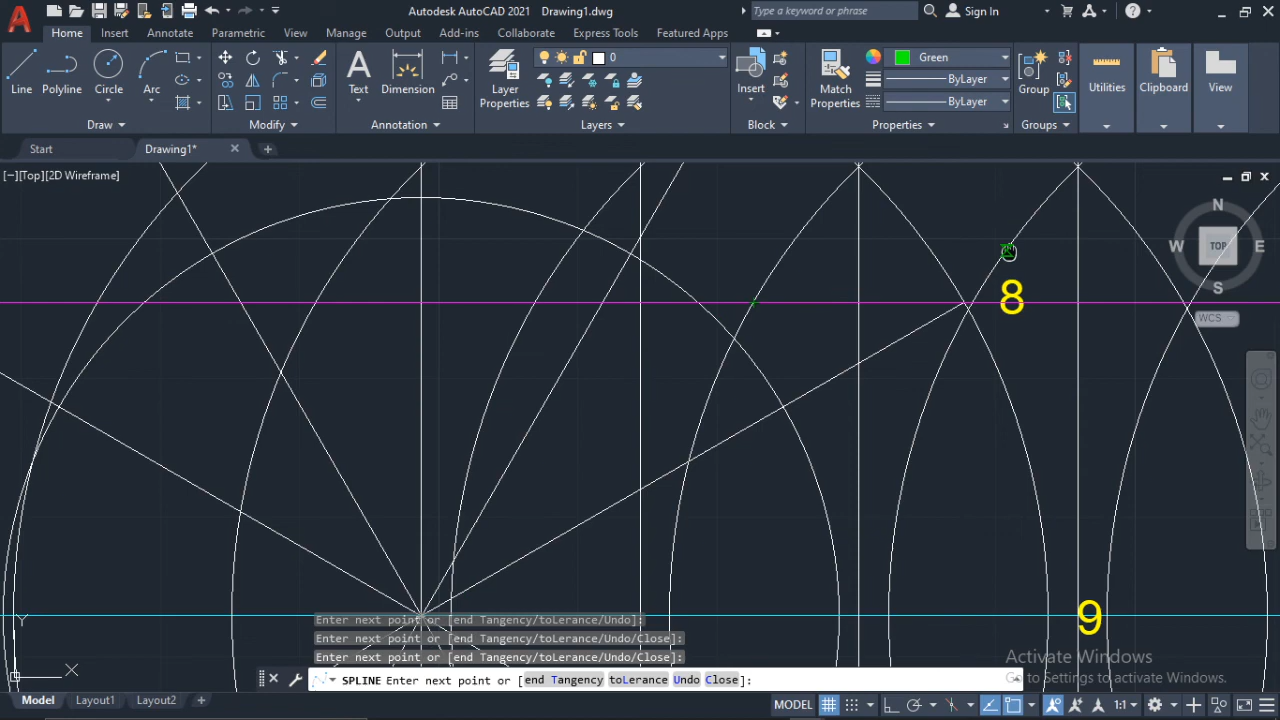 Autodesk AutoCAD 2021 Drawing1.dwg
Type a keyword or phrase
Sign In
Home Insert Annotate Parametric View Manage Output Add-ins Collaborate Express Tools Featured Apps
Line Polyline Circle Arc
Text Dimension
Layer Properties
0
Insert
Match Properties
Green
ByLayer
ByLayer
Group
Utilities
Clipboard
View
Draw Modify Annotation Layers Block Properties Groups
Start Drawing1*
[−][Top][2D Wireframe]
N
W TOP E
S
WCS
8
9
Y
X
Enter next point or [end Tangency/toLerance/Undo]:
Enter next point or [end Tangency/toLerance/Undo/Close]:
Enter next point or [end Tangency/toLerance/Undo/Close]:
SPLINE Enter next point or [end Tangency toLerance Undo Close]:
Activate Windows
Go to Settings to activate Windows.
Model Layout1 Layout2
MODEL
1:1